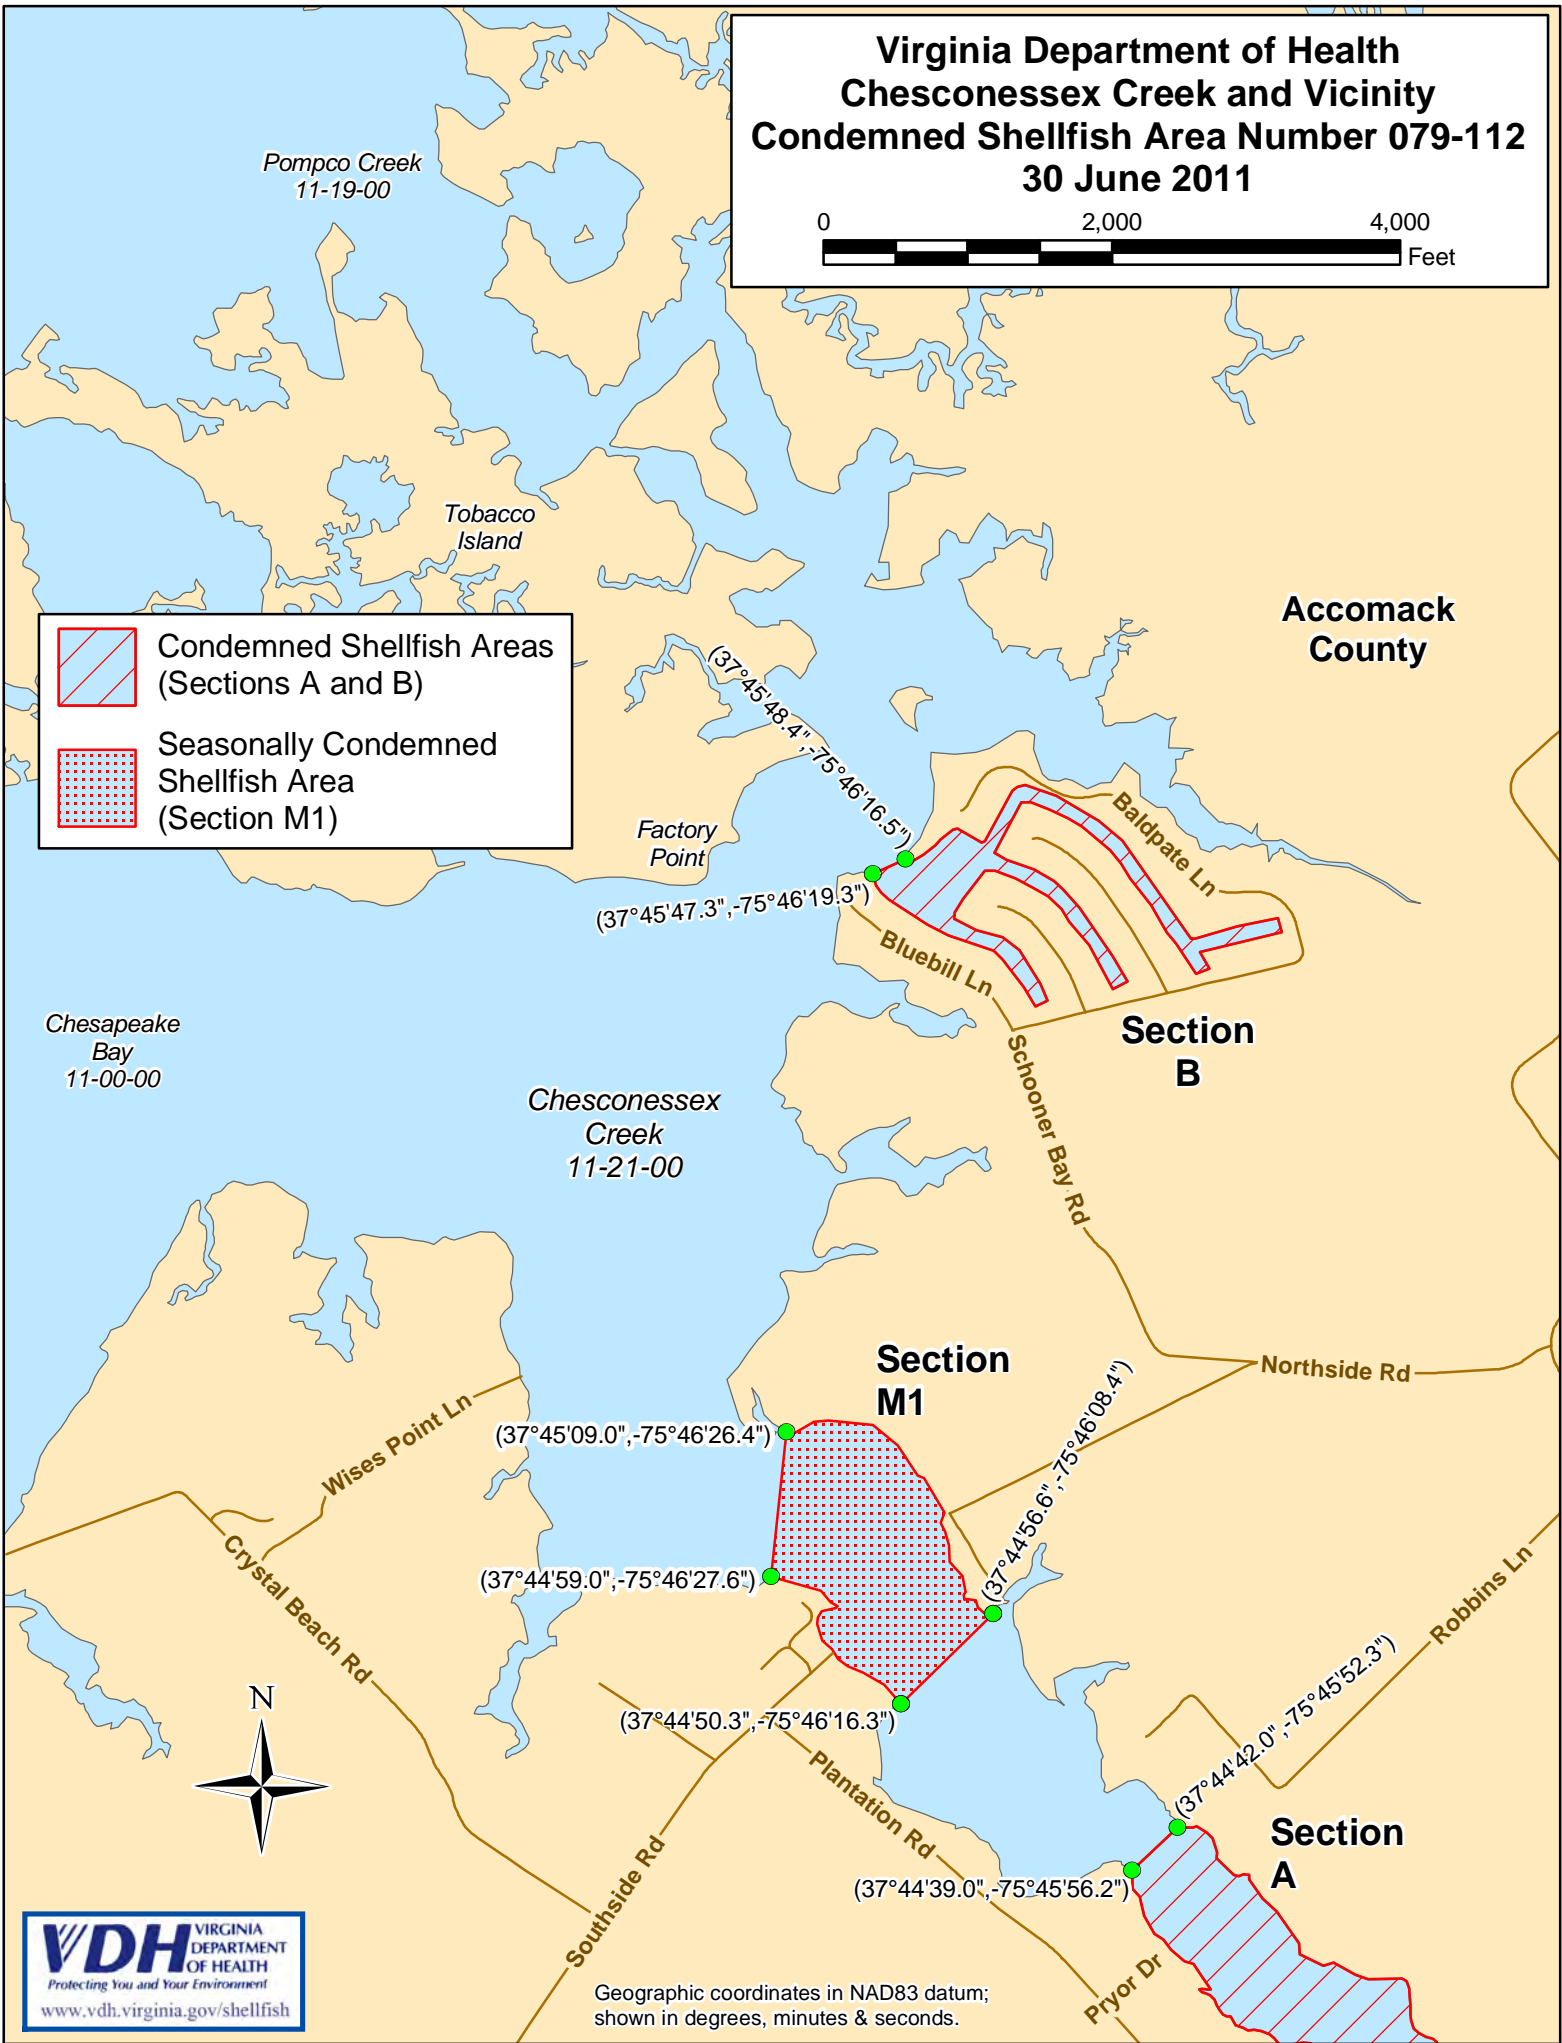 Virginia Department of Health
Chesconessex Creek and Vicinity
Condemned Shellfish Area Number 079-112
30 June 2011
0 2,000 4,000
Feet
Pompco Creek
11-19-00
Tobacco
Island
Accomack
County
Condemned Shellfish Areas
(Sections A and B)
Seasonally Condemned
Shellfish Area
(Section M1)
(37°45'48.4",-75°46'16.5")
Factory
Point
Baldpate Ln
(37°45'47.3",-75°46'19.3")
Bluebill Ln
Chesapeake
Bay
11-00-00
Section
B
Schooner Bay Rd
Chesconessex
Creek
11-21-00
Section
M1
Northside Rd
(37°44'56.6",-75°46'08.4")
Wises Point Ln
(37°45'09.0",-75°46'26.4")
(37°44'59.0",-75°46'27.6")
Crystal Beach Rd
Robbins Ln
N
(37°44'50.3",-75°46'16.3")
(37°44'42.0",-75°45'52.3")
Plantation Rd
Section
A
Southside Rd
(37°44'39.0",-75°45'56.2")
Pryor Dr
VDH VIRGINIA
DEPARTMENT
OF HEALTH
Protecting You and Your Environment
www.vdh.virginia.gov/shellfish
Geographic coordinates in NAD83 datum;
shown in degrees, minutes & seconds.